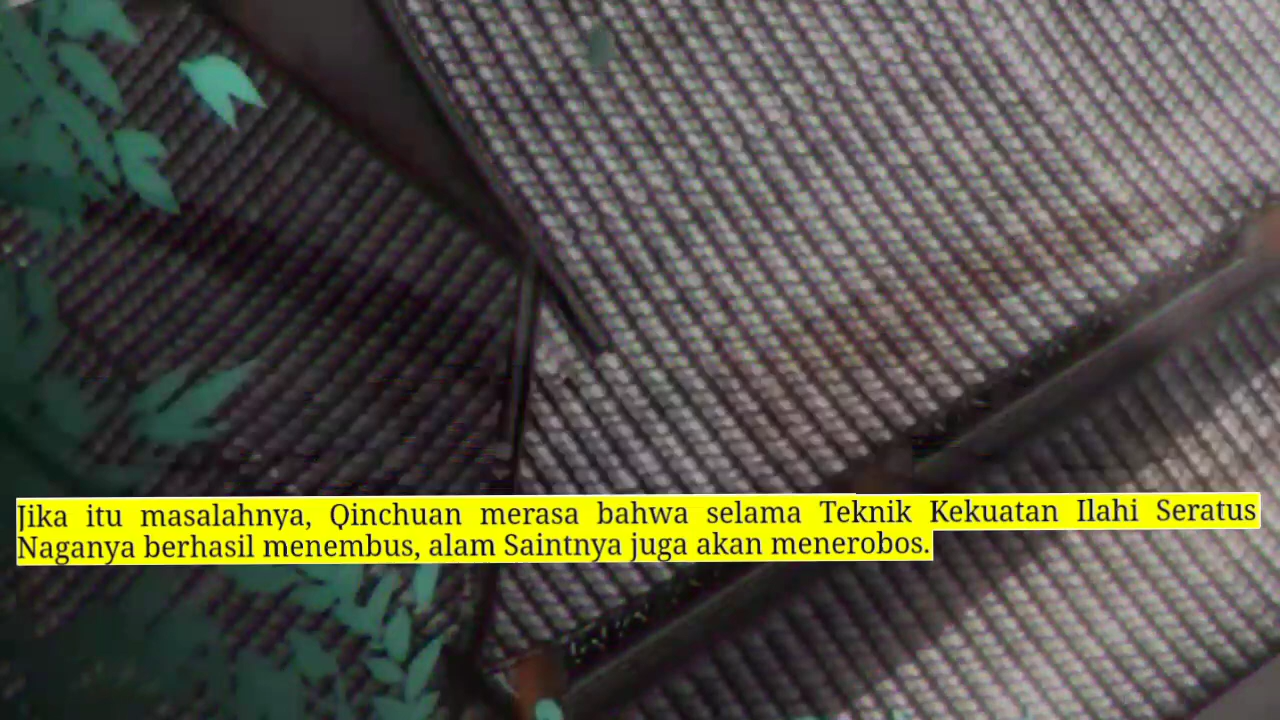 Jika itu masalahnya, Qinchuan merasa bahwa selama Teknik Kekuatan Ilahi Seratus
Naganya berhasil menembus, alam Saintnya juga akan menerobos.